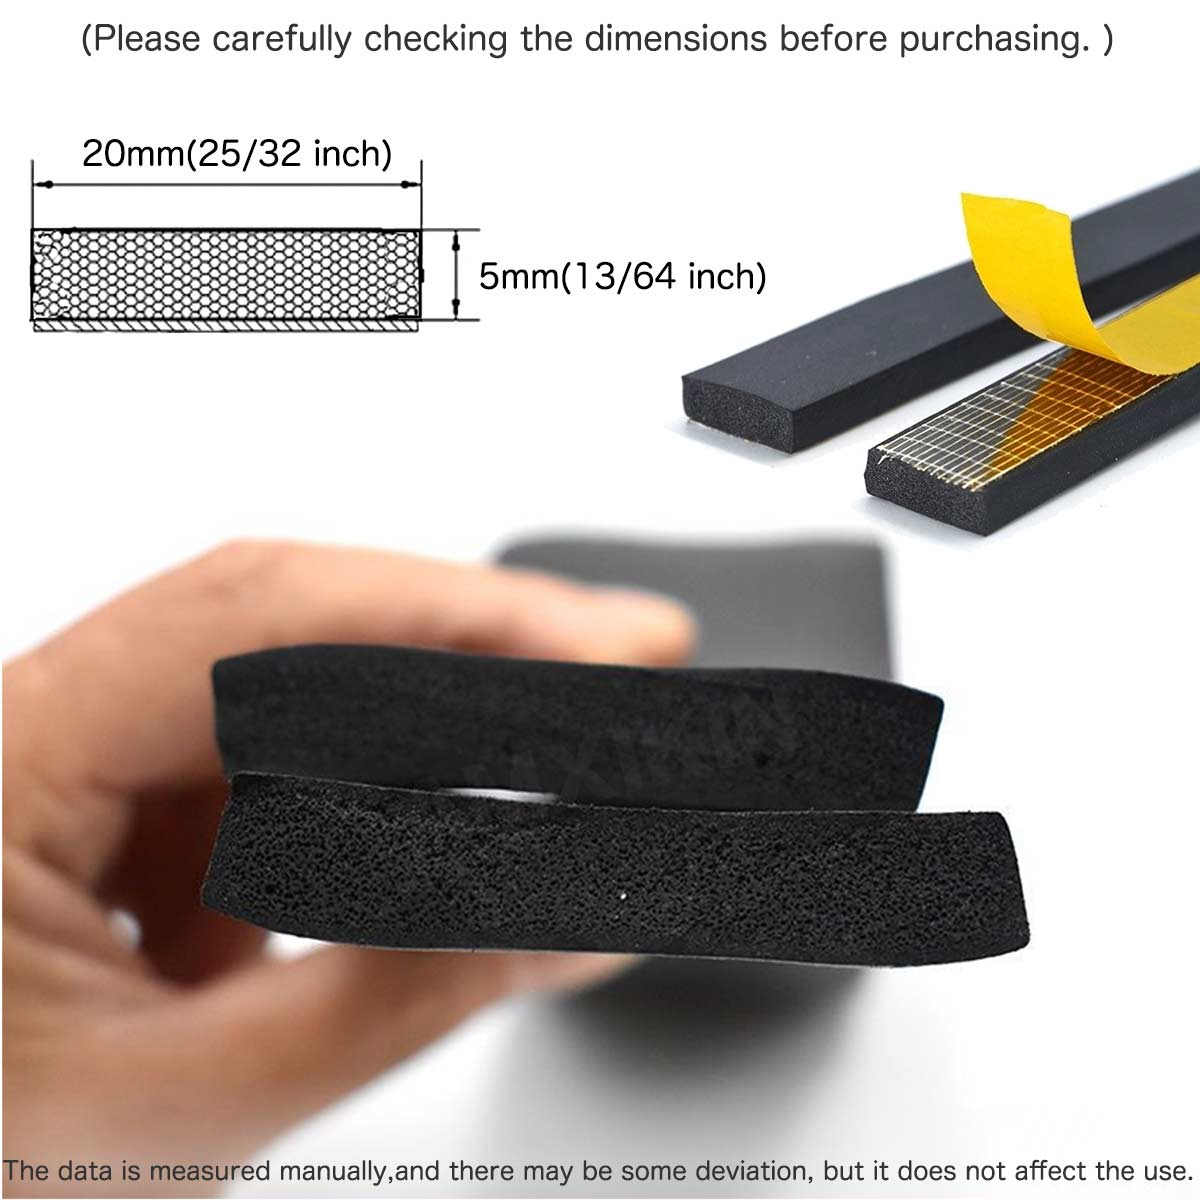 (Please carefully checking the dimensions before purchasing. )
20mm(25/32 inch)
5mm(13/64 inch)
The data is measured manually,and there may be some deviation, but it does not affect the use.